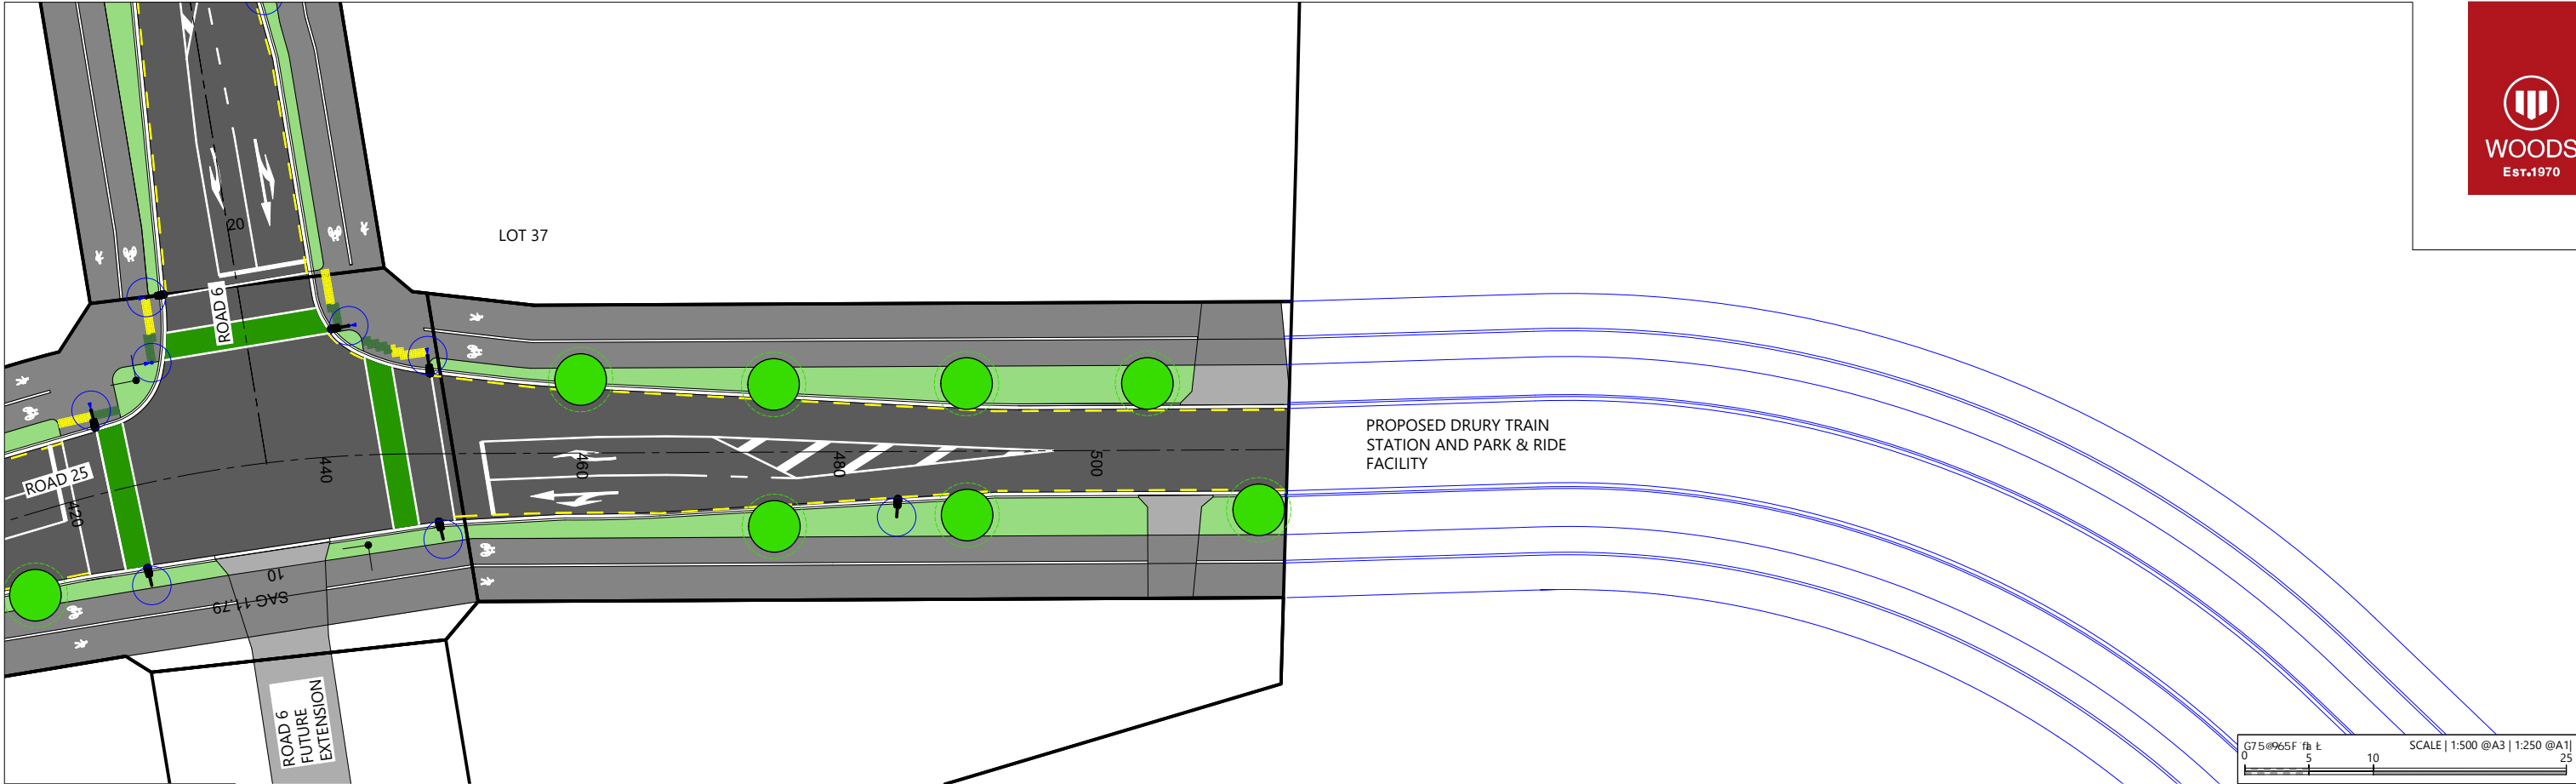 WOODS
EST.1970
20
LOT 37
ROAD 6
PROPOSED DRURY TRAIN
STATION AND PARK & RIDE
FACILITY
440
460
480
500
ROAD 25
420
10
SAG 11.79
ROAD 6
FUTURE
EXTENSION
SCALE | 1:500 @A3 | 1:250 @A1|
0 5 10 25